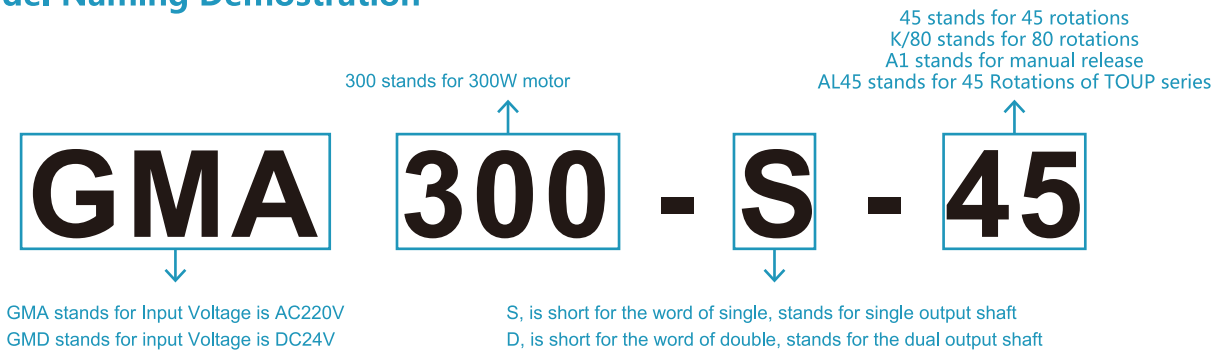 Naming Demostration
45 stands for 45 rotations
K/80 stands for 80 rotations
A1 stands for manual release
AL45 stands for 45 Rotations of TOUP series
300 stands for 300W motor
GMA 300 - S - 45
GMA stands for Input Voltage is AC220V
GMD stands for input Voltage is DC24V
S, is short for the word of single, stands for single output shaft
D, is short for the word of double, stands for the dual output shaft